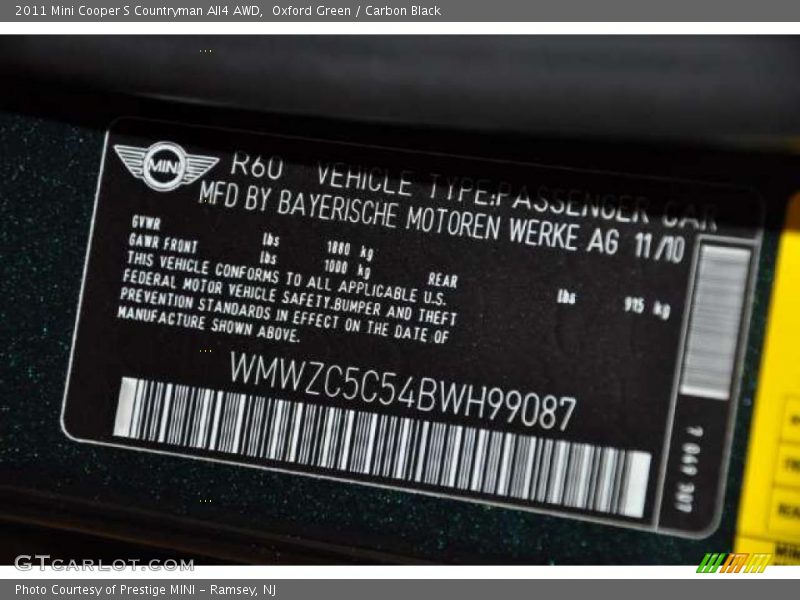 2011 Mini Cooper S Countryman All4 AWD, Oxford Green / Carbon Black
MINI R60 VEHICLE TYPE:PASSENGER CAR
MFD BY BAYERISCHE MOTOREN WERKE AG 11/10
GVWR lbs 1880 kg
GAWR FRONT lbs 1000 kg REAR lbs 915 kg
THIS VEHICLE CONFORMS TO ALL APPLICABLE U.S.
FEDERAL MOTOR VEHICLE SAFETY.BUMPER AND THEFT
PREVENTION STANDARDS IN EFFECT ON THE DATE OF
MANUFACTURE SHOWN ABOVE.
WMWZC5C54BWH99087
GTCARLOT.COM
Photo Courtesy of Prestige MINI - Ramsey, NJ